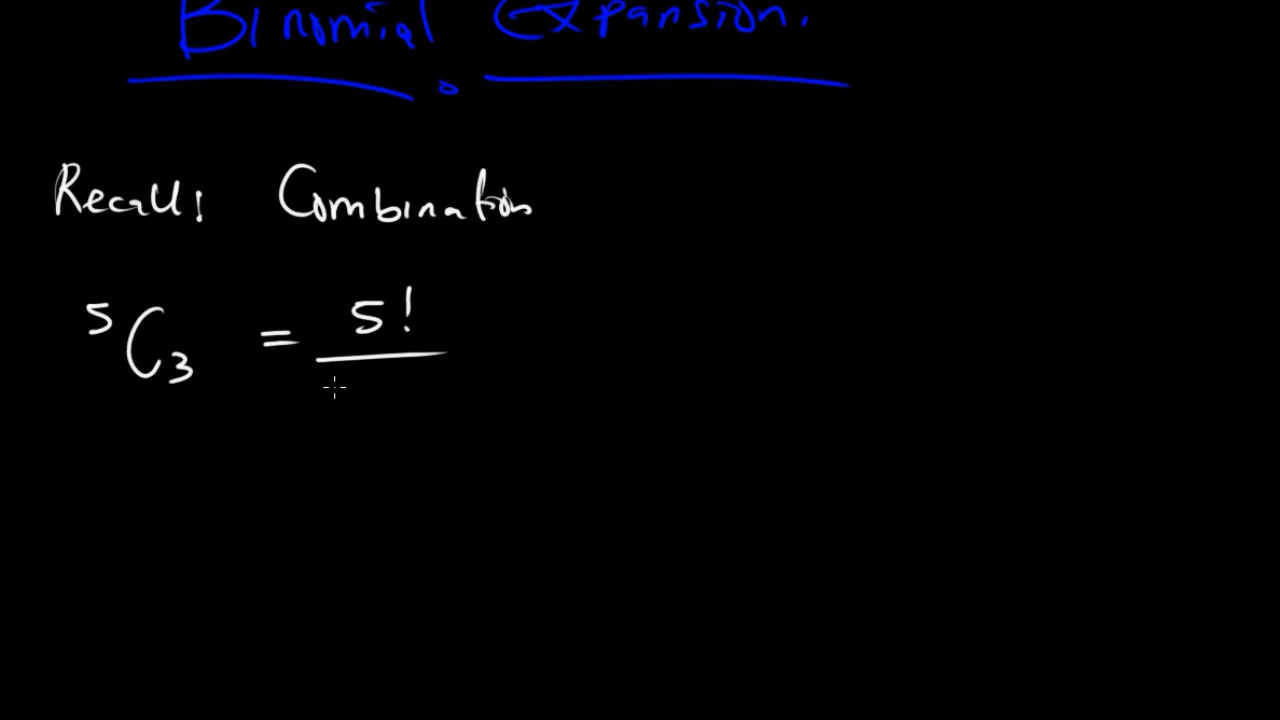 Binomial Expansion.
Recall: Combination
⁵C₃ = 5! /